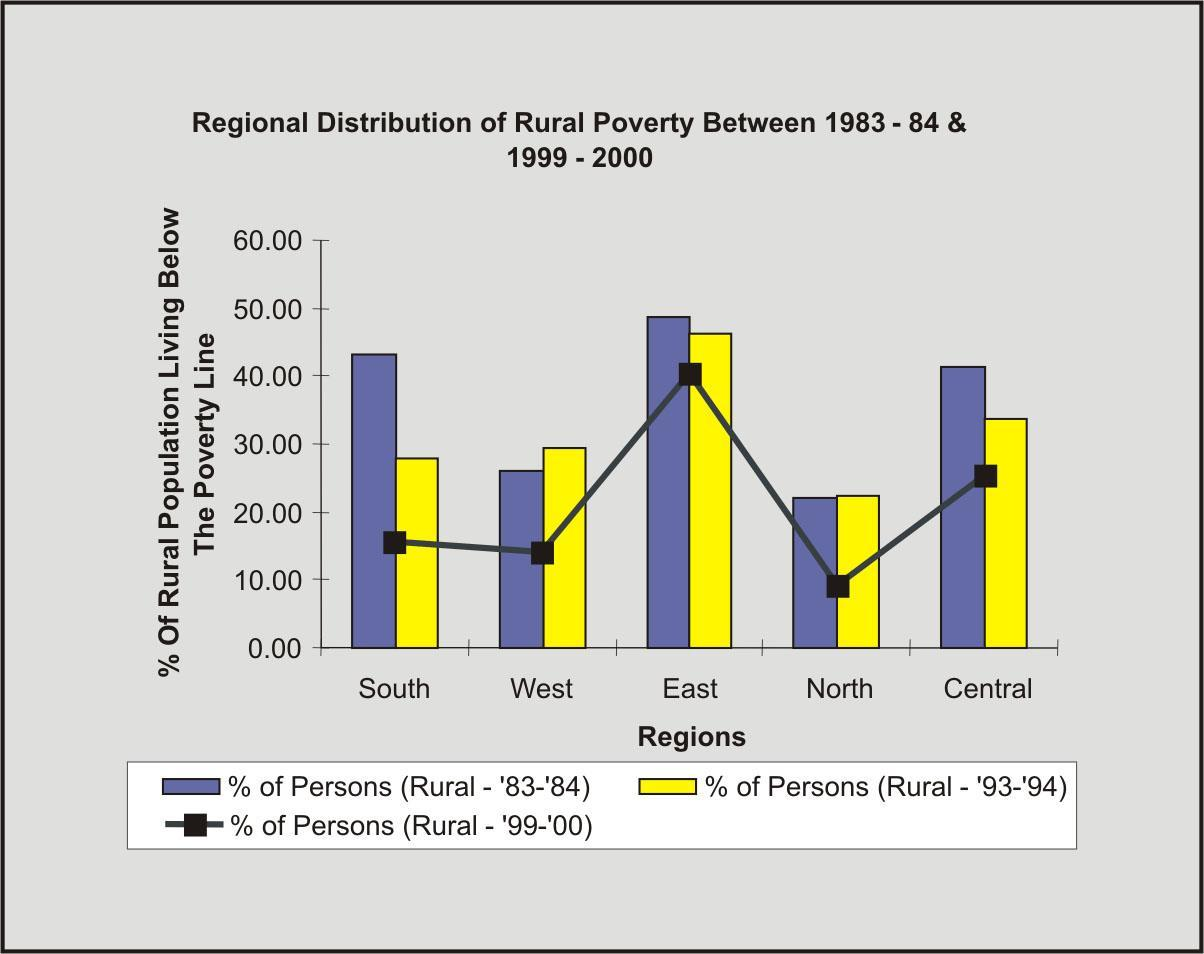 Regional Distribution of Rural Poverty Between 1983 - 84 &
1999 - 2000
% Of Rural Population Living Below
The Poverty Line
60.00
50.00
40.00
30.00
20.00
10.00
0.00
South West East North Central
Regions
% of Persons (Rural - '83-'84) % of Persons (Rural - '93-'94)
% of Persons (Rural - '99-'00)